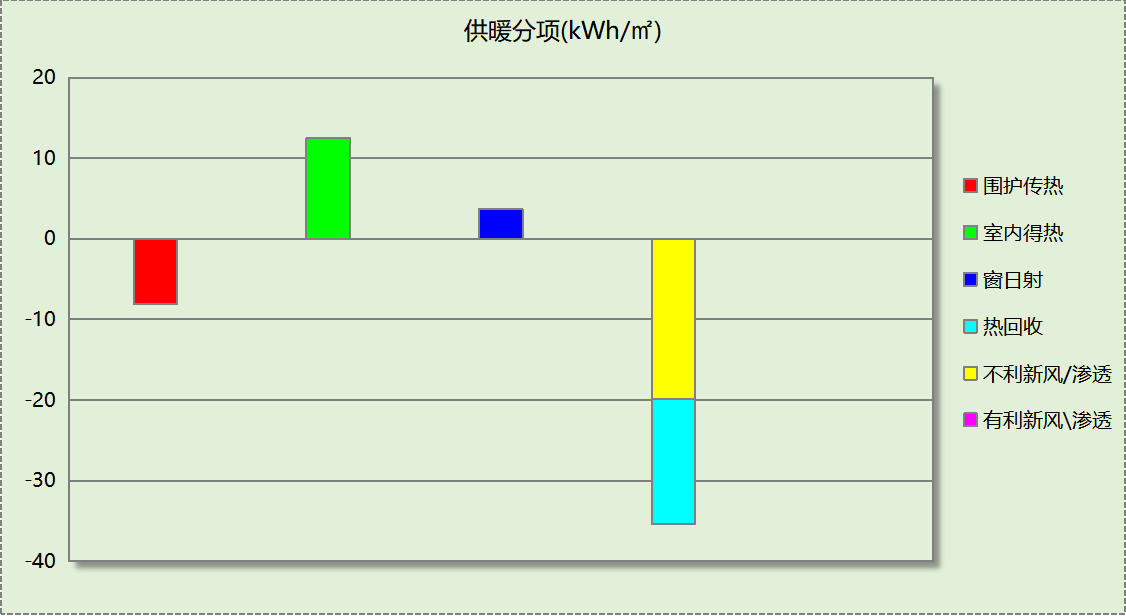 供暖分项(kWh/㎡)
20
10
0
-10
-20
-30
-40
围护传热
室内得热
窗日射
热回收
不利新风/渗透
有利新风\渗透